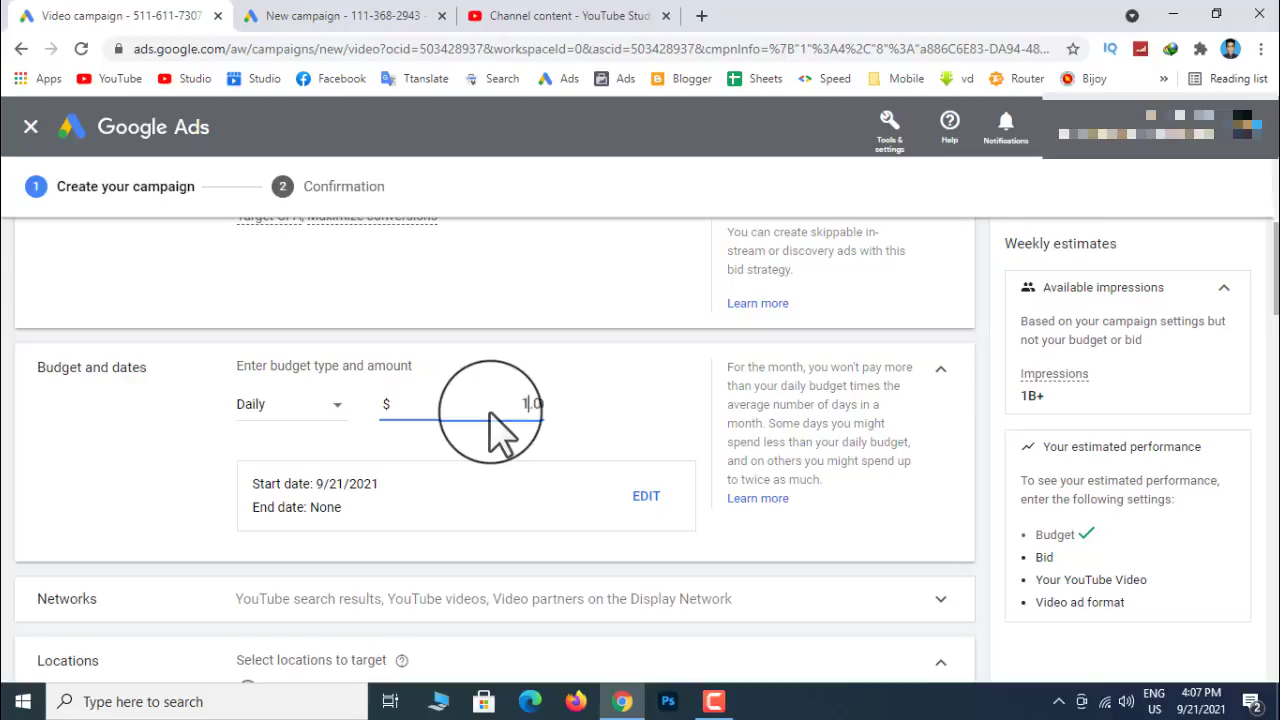 Video campaign - 511-611-7307
New campaign - 111-368-2943 -
Channel content - YouTube Stud
ads.google.com/aw/campaigns/new/video?ocid=503428937&workspaceId=0&ascid=503428937&cmpnInfo=%7B"1"%3A4%2C"8"%3A"a886C6E83-DA94-48...
Apps
YouTube
Studio
Studio
Facebook
Translate
Search
Ads
Ads
Blogger
Sheets
Speed
Mobile
vd
Router
Bijoy
»
Reading list
Google Ads
Tools &
settings
Help
Notifications
1 Create your campaign
2 Confirmation
Target CPA, Maximize conversions
You can create skippable in-
stream or discovery ads with this
bid strategy.
Learn more
Budget and dates
Enter budget type and amount
Daily
$ 1.0
Start date: 9/21/2021
End date: None
EDIT
For the month, you won't pay more
than your daily budget times the
average number of days in a
month. Some days you might
spend less than your daily budget,
and on others you might spend up
to twice as much.
Learn more
Networks
YouTube search results, YouTube videos, Video partners on the Display Network
Locations
Select locations to target
Weekly estimates
Available impressions
Based on your campaign settings but
not your budget or bid
Impressions
1B+
Your estimated performance
To see your estimated performance,
enter the following settings:
• Budget
• Bid
• Your YouTube Video
• Video ad format
Type here to search
Ps
ENG
US
4:07 PM
9/21/2021
2